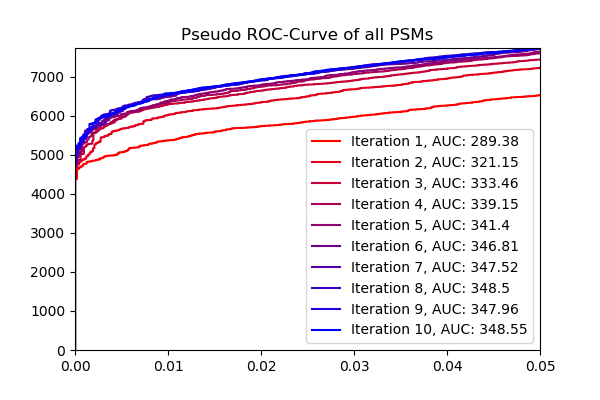 Pseudo ROC-Curve of all PSMs
7000
6000
5000
4000
3000
2000
1000
0
Iteration 1, AUC: 289.38
Iteration 2, AUC: 321.15
Iteration 3, AUC: 333.46
Iteration 4, AUC: 339.15
Iteration 5, AUC: 341.4
Iteration 6, AUC: 346.81
Iteration 7, AUC: 347.52
Iteration 8, AUC: 348.5
Iteration 9, AUC: 347.96
Iteration 10, AUC: 348.55
0.00 0.01 0.02 0.03 0.04 0.05